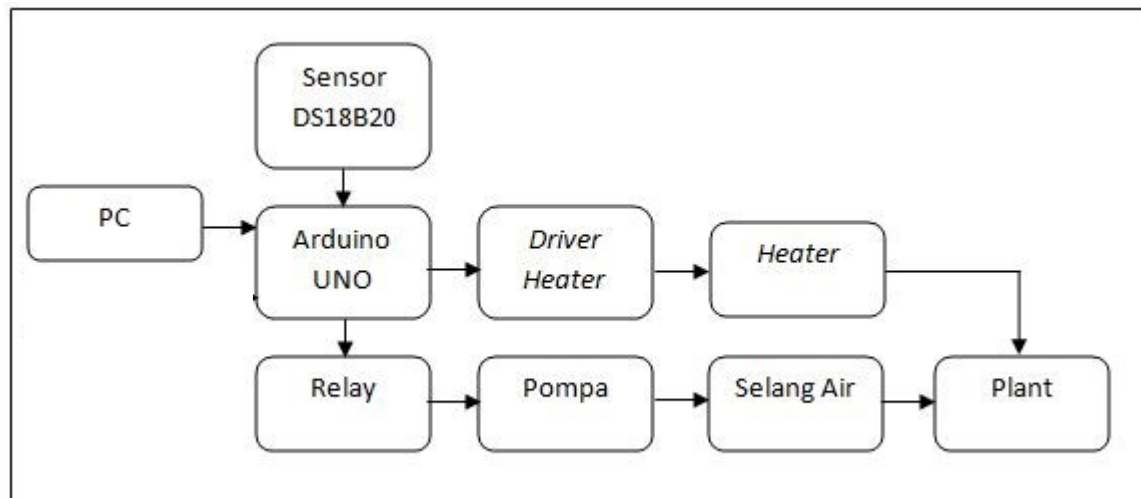 Sensor
DS18B20
PC
Arduino
UNO
Driver
Heater
Heater
Relay
Pompa
Selang Air
Plant